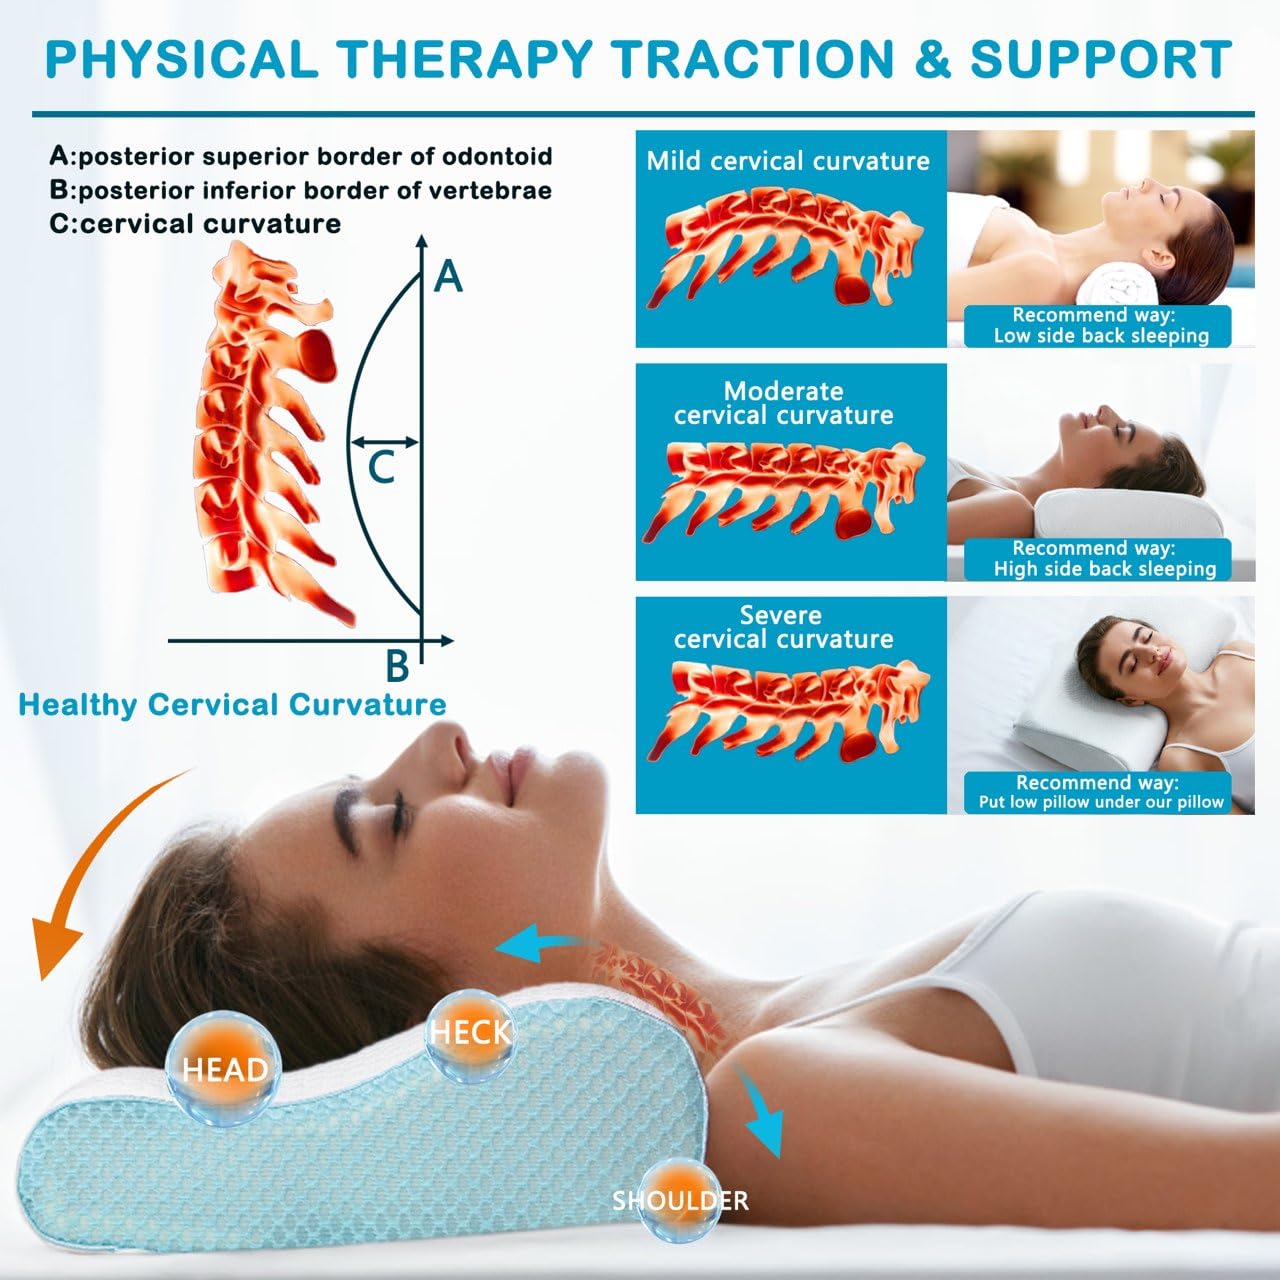 PHYSICAL THERAPY TRACTION & SUPPORT
A:posterior superior border of odontoid
B:posterior inferior border of vertebrae
C:cervical curvature
A
C
B
Healthy Cervical Curvature
Mild cervical curvature
Recommend way:
Low side back sleeping
Moderate
cervical curvature
Recommend way:
High side back sleeping
Severe
cervical curvature
Recommend way:
Put low pillow under our pillow
HECK
HEAD
SHOULDER